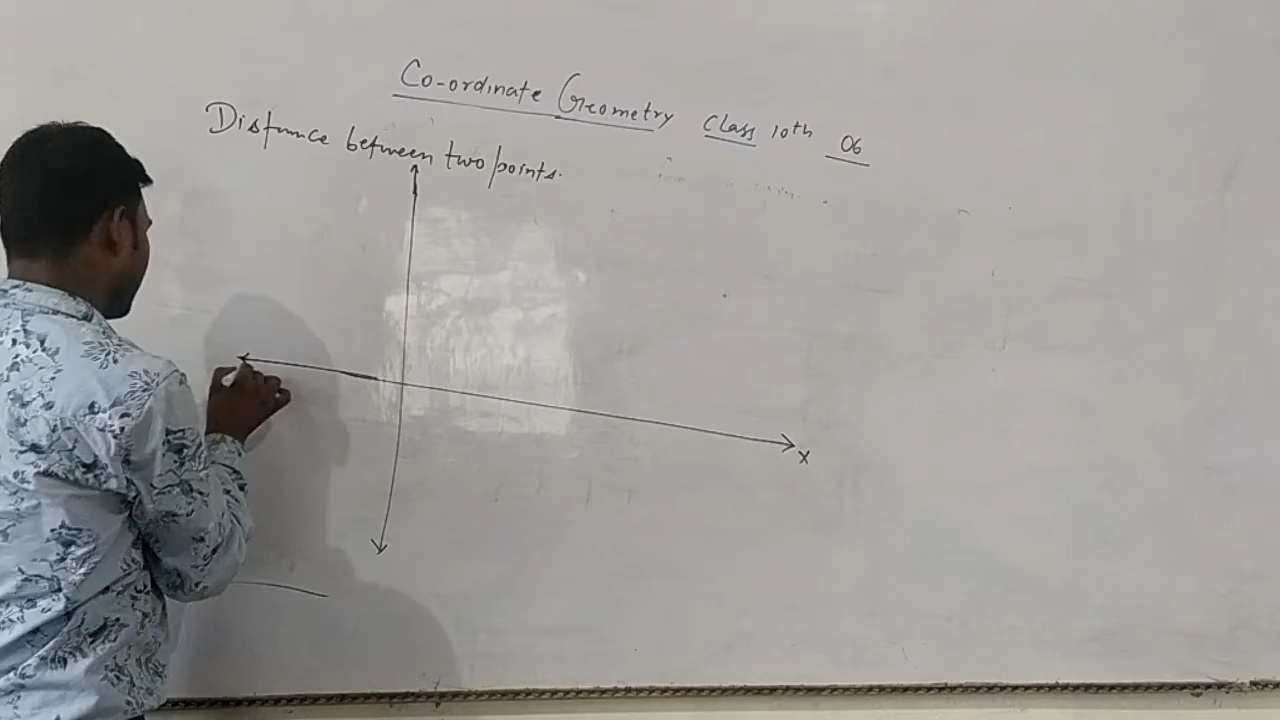 Co-ordinate Geometry Class 10th 06
Distance between two points.
X